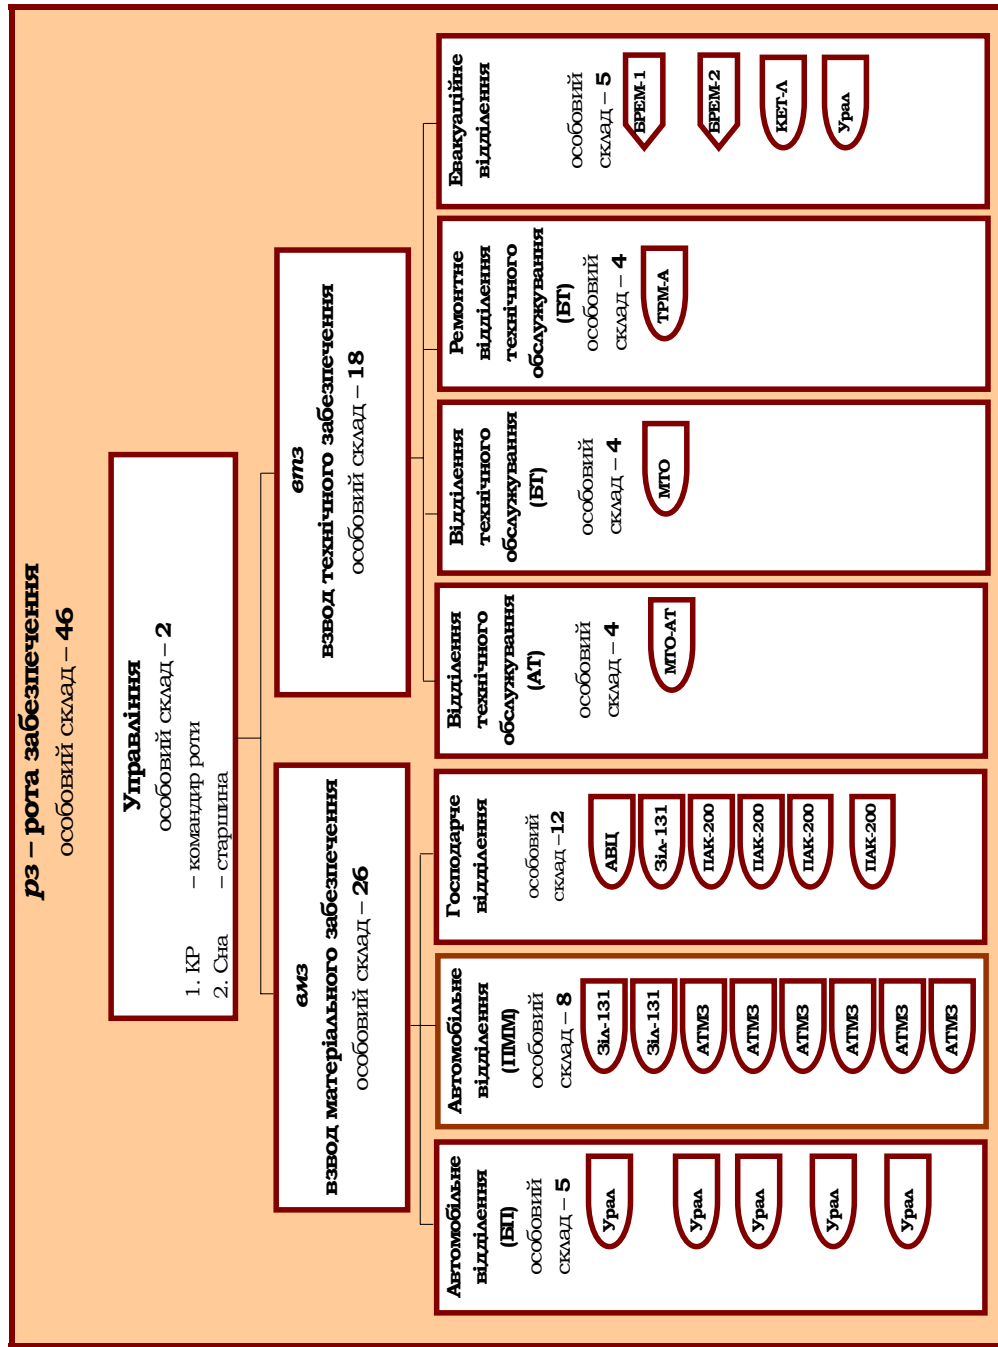 рз – рота забезпечення
особовий склад – 46
Управління
особовий склад – 2
1. КР – командир роти
2. Сна – старшина
вмз
взвод матеріального забезпечення
особовий склад – 26
втз
взвод технічного забезпечення
особовий склад – 18
Автомобільне
відділення
(БП)
особовий
склад – 5
Урал
Урал
Урал
Урал
Урал
Автомобільне
відділення
(ПММ)
особовий
склад – 8
Зіл-131
Зіл-131
АТМЗ
АТМЗ
АТМЗ
АТМЗ
АТМЗ
АТМЗ
Господарче
відділення
особовий
склад –12
АВЦ
Зіл-131
ПАК-200
ПАК-200
ПАК-200
ПАК-200
Відділення
технічного
обслужування
(АТ)
особовий
склад – 4
МТО-АТ
Відділення
технічного
обслужування
(БТ)
особовий
склад – 4
МТО
Ремонтне
відділення
технічного
обслужування
(БТ)
особовий
склад – 4
ТРМ-А
Евакуаційне
відділення
особовий
склад – 5
БРЕМ-1
БРЕМ-2
КЕТ-Л
Урал